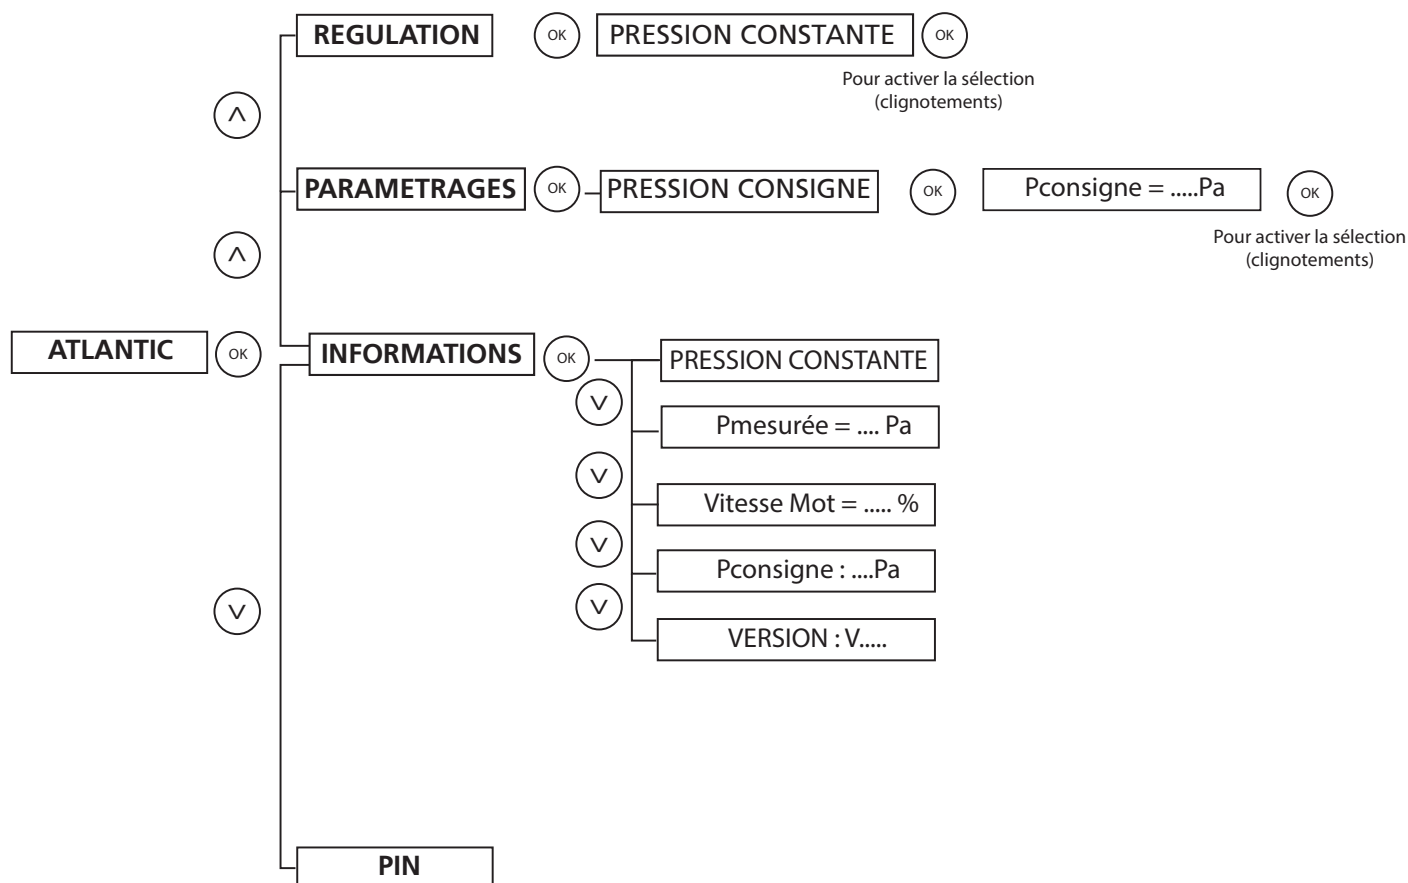 REGULATION OK PRESSION CONSTANTE OK
Pour activer la sélection
(clignotements)
PARAMETRAGES OK PRESSION CONSIGNE OK Pconsigne = .....Pa OK
Pour activer la sélection
(clignotements)
ATLANTIC OK INFORMATIONS OK PRESSION CONSTANTE
Pmesurée = .... Pa
Vitesse Mot = ..... %
Pconsigne : ....Pa
VERSION : V.....
PIN